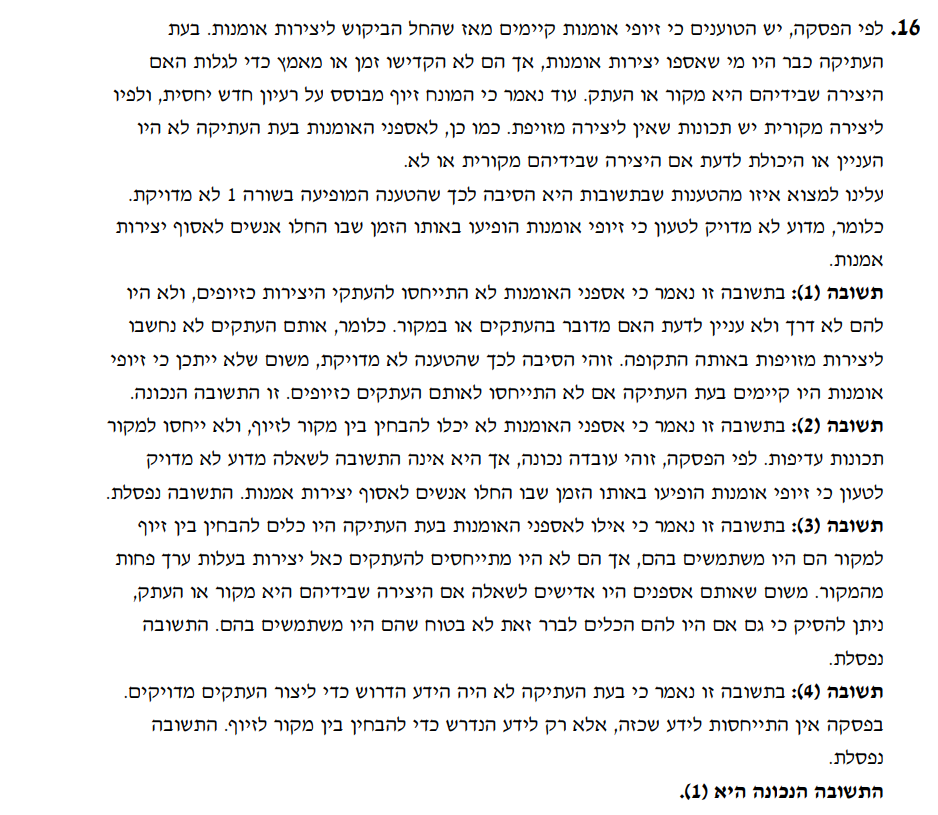 16. לפי הפסקה, יש הטוענים כי זיופי אומנות קיימים מאז שהחל הביקוש ליצירות אומנות. בעת
העתיקה כבר היו מי שאספו יצירות אומנות, אך הם לא הקדישו זמן או מאמץ כדי לגלות האם
היצירה שבידיהם היא מקור או העתק. עוד נאמר כי המונח זיוף מבוסס על רעיון חדש יחסית, ולפיו
ליצירה מקורית יש תכונות שאין ליצירה מזויפת. כמו כן, לאספני האומנות בעת העתיקה לא היו
העניין או היכולת לדעת אם היצירה שבידיהם מקורית או לא.
עלינו למצוא איזו מהטענות שבתשובות היא הסיבה לכך שהטענה המופיעה בשורה 1 לא מדויקת.
כלומר, מדוע לא מדויק לטעון כי זיופי אומנות הופיעו באותו הזמן שבו החלו אנשים לאסוף יצירות
אמנות.
תשובה (1): בתשובה זו נאמר כי אספני האומנות לא התייחסו להעתקי היצירות כזיופים, ולא היו
להם לא דרך ולא עניין לדעת האם מדובר בהעתקים או במקור. כלומר, אותם העתקים לא נחשבו
ליצירות מזויפות באותה התקופה. זוהי הסיבה לכך שהטענה לא מדויקת, משום שלא ייתכן כי זיופי
אומנות היו קיימים בעת העתיקה אם לא התייחסו לאותם העתקים כזיופים. זו התשובה הנכונה.
תשובה (2): בתשובה זו נאמר כי אספני האומנות לא יכלו להבחין בין מקור לזיוף, ולא ייחסו למקור
תכונות עדיפות. לפי הפסקה, זוהי עובדה נכונה, אך היא אינה התשובה לשאלה מדוע לא מדויק
לטעון כי זיופי אומנות הופיעו באותו הזמן שבו החלו אנשים לאסוף יצירות אמנות. התשובה נפסלת.
תשובה (3): בתשובה זו נאמר כי אילו לאספני האומנות בעת העתיקה היו כלים להבחין בין זיוף
למקור הם היו משתמשים בהם, אך הם לא היו מתייחסים להעתקים כאל יצירות בעלות ערך פחות
מהמקור. משום שאותם אספנים היו אדישים לשאלה אם היצירה שבידיהם היא מקור או העתק,
ניתן להסיק כי גם אם היו להם הכלים לברר זאת לא בטוח שהם היו משתמשים בהם. התשובה
נפסלת.
תשובה (4): בתשובה זו נאמר כי בעת העתיקה לא היה הידע הדרוש כדי ליצור העתקים מדויקים.
בפסקה אין התייחסות לידע שכזה, אלא רק לידע הנדרש כדי להבחין בין מקור לזיוף. התשובה
נפסלת.
התשובה הנכונה היא (1).